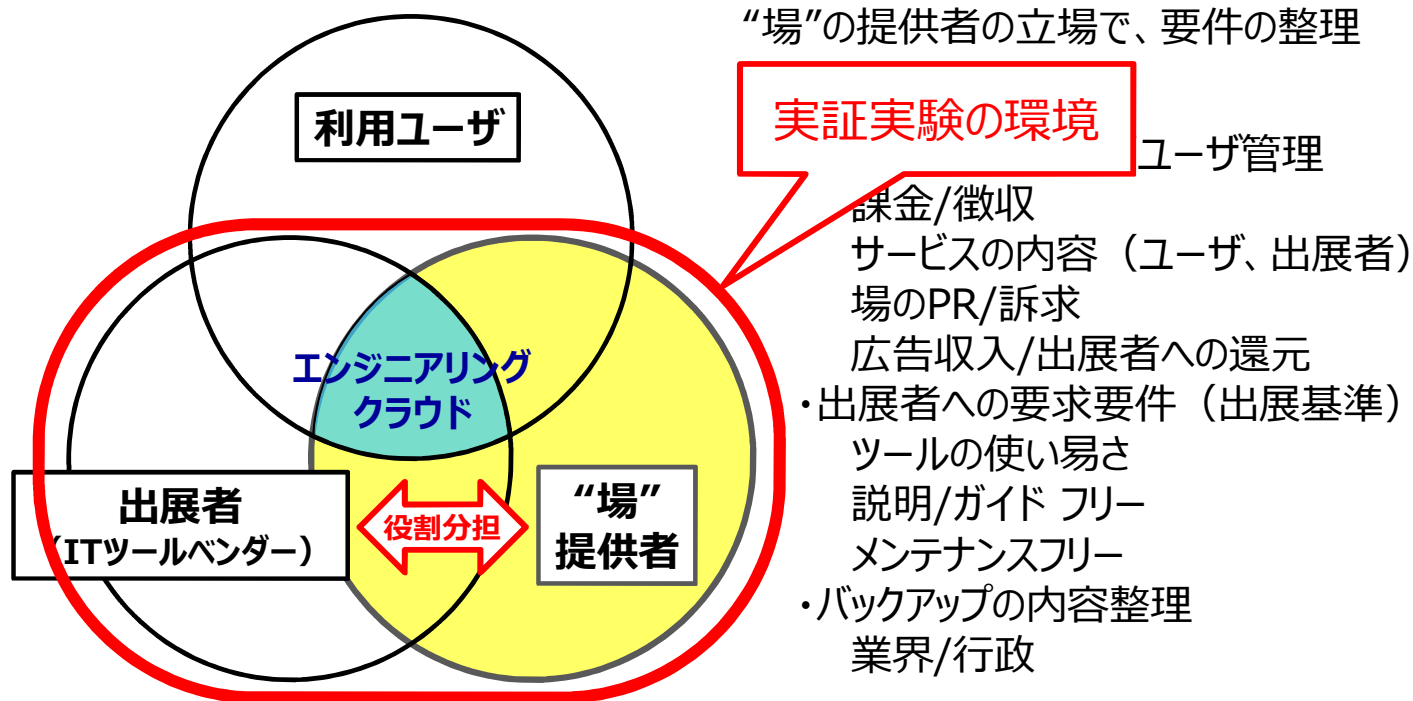 “場”の提供者の立場で、要件の整理
実証実験の環境
ユーザ管理
課金/徴収
サービスの内容（ユーザ、出展者）
場のPR/訴求
広告収入/出展者への還元
・出展者への要求要件（出展基準）
ツールの使い易さ
説明/ガイド フリー
メンテナンスフリー
・バックアップの内容整理
業界/行政
利用ユーザ
エンジニアリング
クラウド
出展者
（ITツールベンダー）
役割分担
“場”
提供者